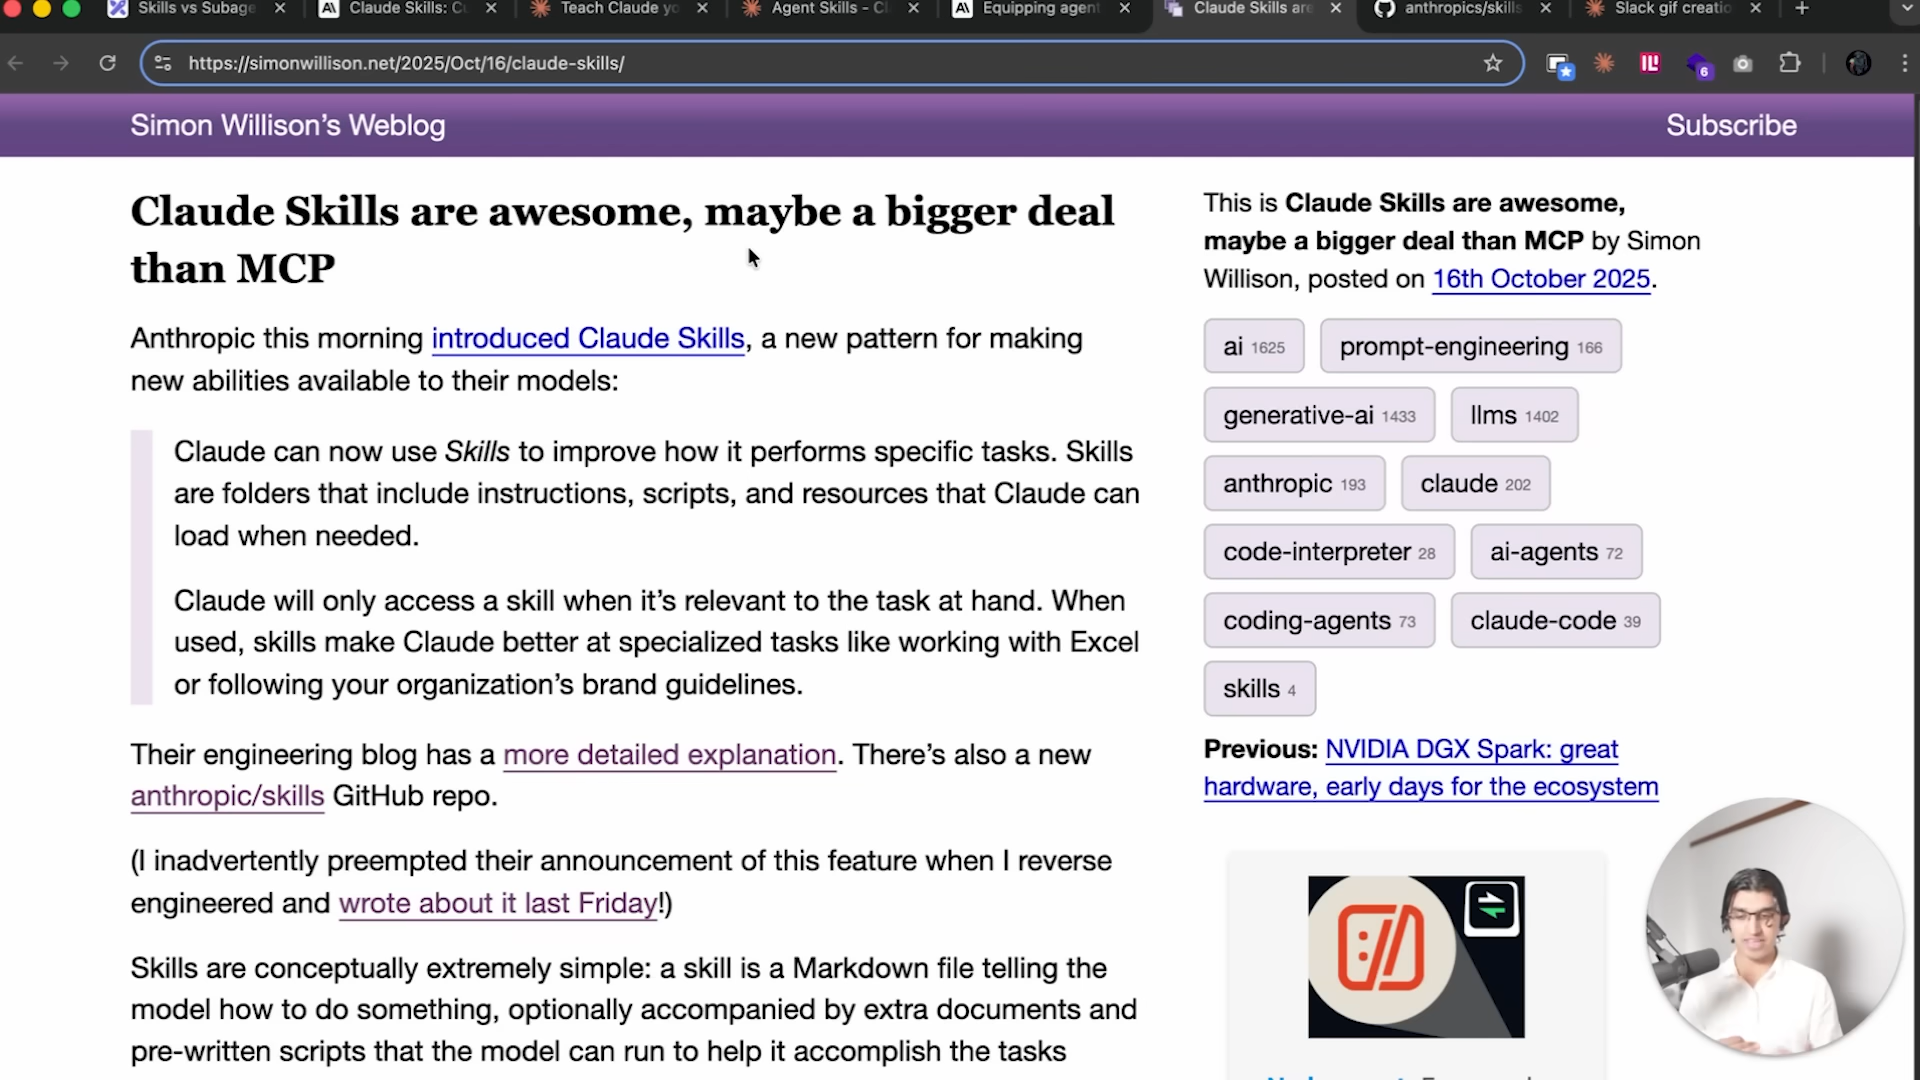 Skills vs Subage
Claude Skills: C
Teach Claude yo
Agent Skills - Cl
Equipping agent
Claude Skills are
anthropics/skills
Slack gif creatio
https://simonwillison.net/2025/Oct/16/claude-skills/
6
Simon Willison’s Weblog
Subscribe
Claude Skills are awesome, maybe a bigger deal
than MCP
Anthropic this morning introduced Claude Skills, a new pattern for making
new abilities available to their models:
Claude can now use Skills to improve how it performs specific tasks. Skills
are folders that include instructions, scripts, and resources that Claude can
load when needed.
Claude will only access a skill when it’s relevant to the task at hand. When
used, skills make Claude better at specialized tasks like working with Excel
or following your organization’s brand guidelines.
Their engineering blog has a more detailed explanation. There’s also a new
anthropic/skills GitHub repo.
(I inadvertently preempted their announcement of this feature when I reverse
engineered and wrote about it last Friday!)
Skills are conceptually extremely simple: a skill is a Markdown file telling the
model how to do something, optionally accompanied by extra documents and
pre-written scripts that the model can run to help it accomplish the tasks
This is Claude Skills are awesome,
maybe a bigger deal than MCP by Simon
Willison, posted on 16th October 2025.
ai 1625
prompt-engineering 166
generative-ai 1433
llms 1402
anthropic 193
claude 202
code-interpreter 28
ai-agents 72
coding-agents 73
claude-code 39
skills 4
Previous: NVIDIA DGX Spark: great
hardware, early days for the ecosystem